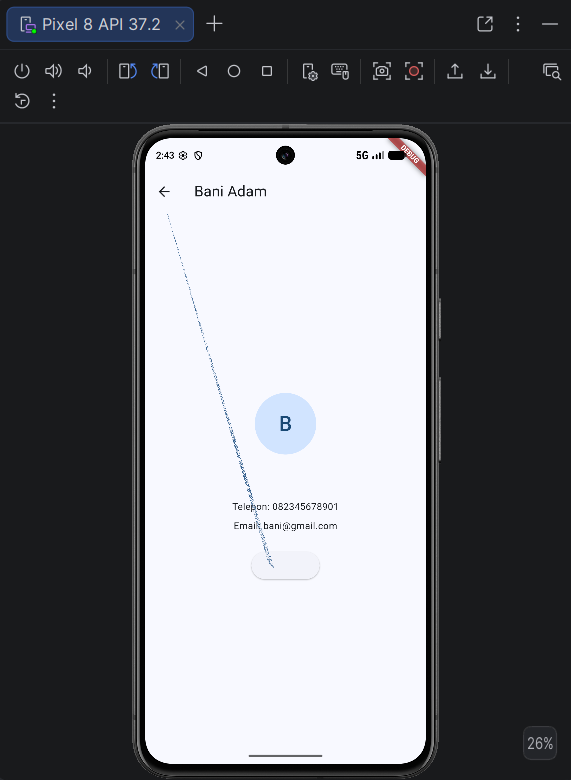 Pixel 8 API 37.2
2:43
5G
DEBUG
Bani Adam
B
Telepon: 082345678901
Email: bani@gmail.com
26%